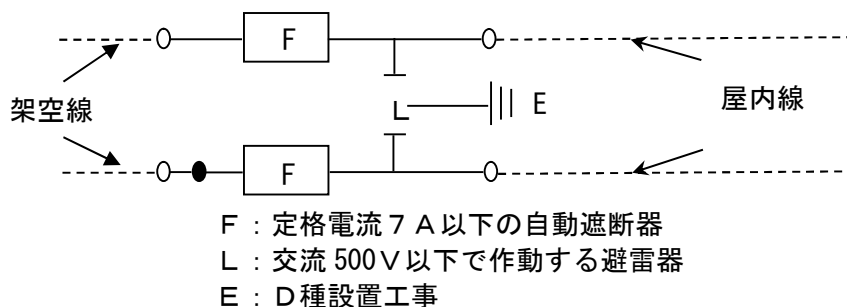 F
架空線
L
E
屋内線
F
F：定格電流７Ａ以下の自動遮断器
L：交流500Ｖ以下で作動する避雷器
E：Ｄ種設置工事